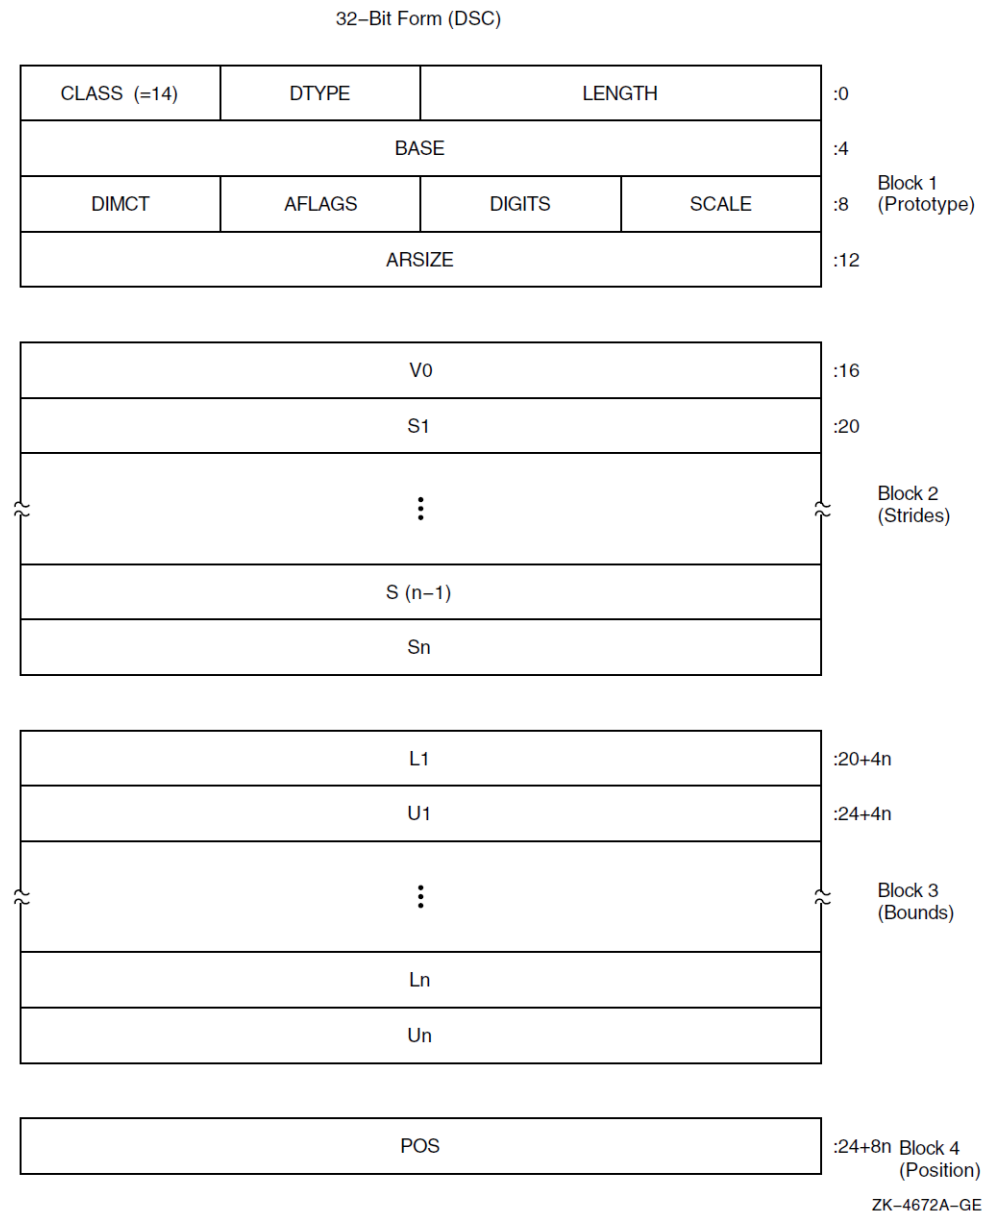 32–Bit Form (DSC)
CLASS (=14) DTYPE LENGTH :0
BASE :4
DIMCT AFLAGS DIGITS SCALE :8
Block 1
(Prototype)
ARSIZE :12
V0 :16
S1 :20
Block 2
(Strides)
S (n–1)
Sn
L1 :20+4n
U1 :24+4n
Block 3
(Bounds)
Ln
Un
POS :24+8n
Block 4
(Position)
ZK–4672A–GE